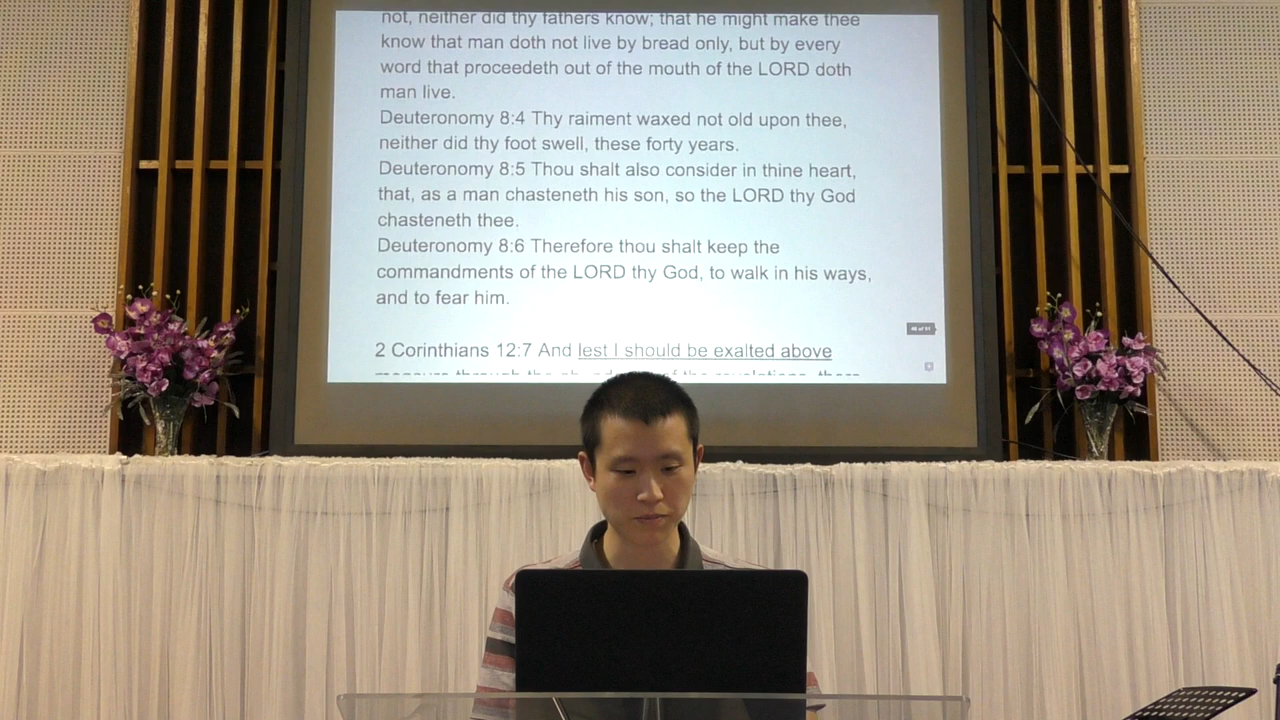 not, neither did thy fathers know; that he might make thee
know that man doth not live by bread only, but by every
word that proceedeth out of the mouth of the LORD doth
man live.
Deuteronomy 8:4 Thy raiment waxed not old upon thee,
neither did thy foot swell, these forty years.
Deuteronomy 8:5 Thou shalt also consider in thine heart,
that, as a man chasteneth his son, so the LORD thy God
chasteneth thee.
Deuteronomy 8:6 Therefore thou shalt keep the
commandments of the LORD thy God, to walk in his ways,
and to fear him.
2 Corinthians 12:7 And lest I should be exalted above